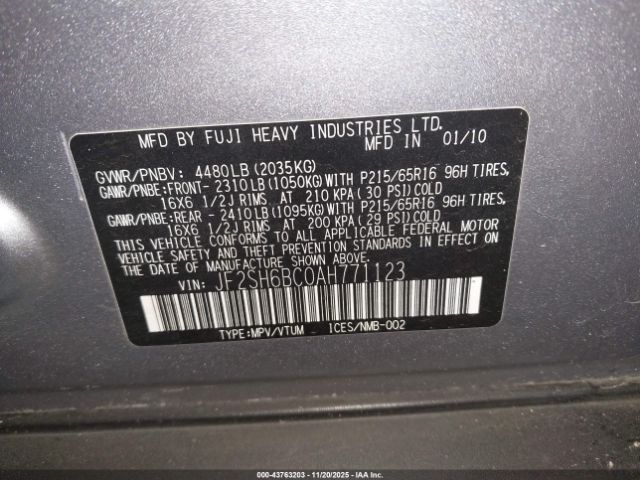 MFD BY FUJI HEAVY INDUSTRIES LTD.
MFD IN 01/10
GVWR/PNBV: 4480LB(2035KG)
GAWR/PNBE:FRONT- 2310LB(1050KG)WITH P215/65R16 96H TIRES,
16X6 1/2J RIMS AT 210 KPA(30 PSI)COLD
GAWR/PNBE:REAR - 2410LB(1095KG)WITH P215/65R16 96H TIRES,
16X6 1/2J RIMS AT 200 KPA(29 PSI)COLD
THIS VEHICLE CONFORMS TO ALL APPLICABLE FEDERAL MOTOR
VEHICLE SAFETY AND THEFT PREVENTION STANDARDS IN EFFECT ON
THE DATE OF MANUFACTURE SHOWN ABOVE.
VIN: JF2SH6BC0AH771123
TYPE:MPV/VTUM ICES/NMB-002
000-43763203 - 11/20/2025 - IAAI.COM